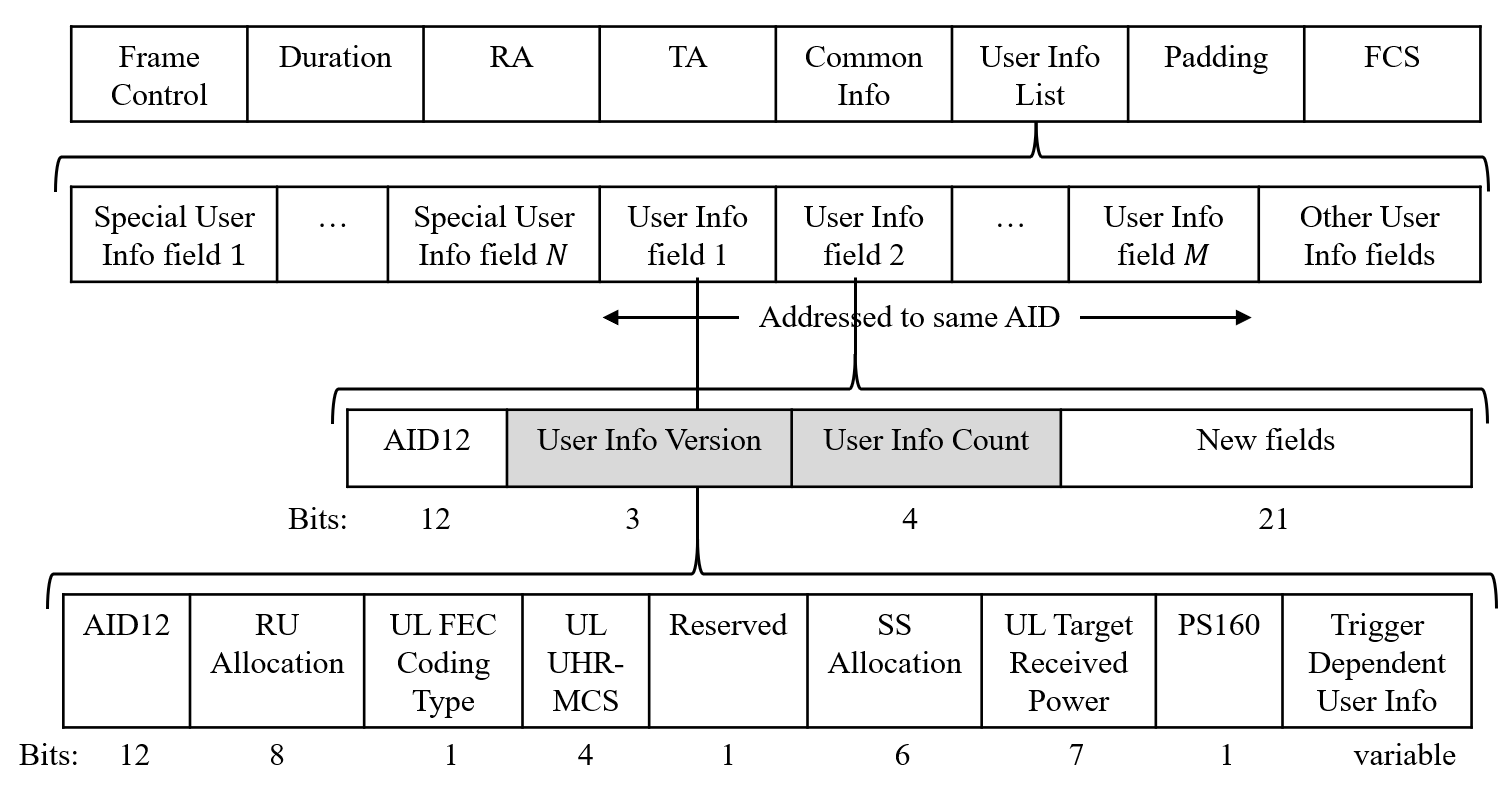 Frame Control
Duration
RA
TA
Common Info
User Info List
Padding
FCS
Special User Info field 1
…
Special User Info field N
User Info field 1
User Info field 2
…
User Info field M
Other User Info fields
Addressed to same AID
AID12
User Info Version
User Info Count
New fields
Bits: 12 3 4 21
AID12
RU Allocation
UL FEC Coding Type
UL UHR-MCS
Reserved
SS Allocation
UL Target Received Power
PS160
Trigger Dependent User Info
Bits: 12 8 1 4 1 6 7 1 variable